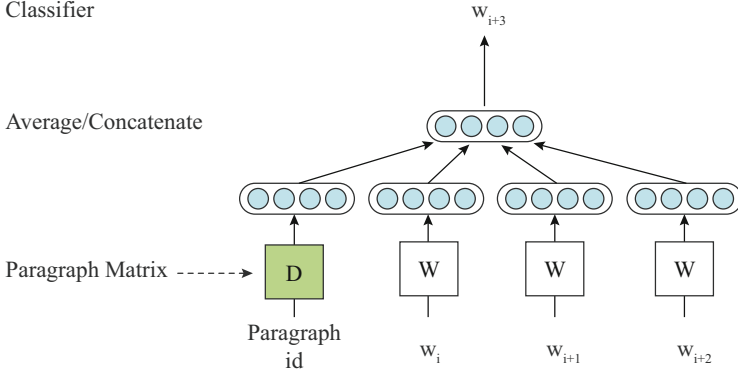 Classifier
w_{i+3}
Average/Concatenate
Paragraph Matrix
D
W
W
W
Paragraph
id
w_i
w_{i+1}
w_{i+2}